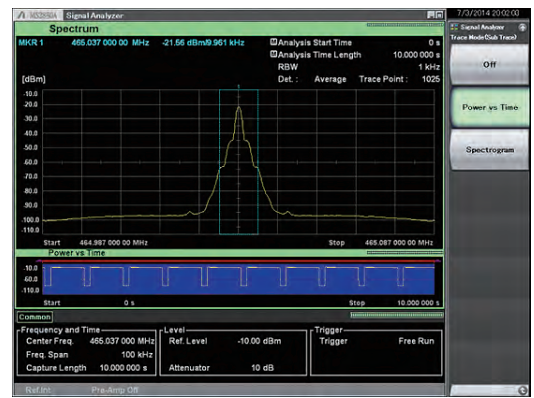 MS2830A Signal Analyzer
7/3/2014 20:02:03
Spectrum
MKR 1 465.037 000 00 MHz -21.56 dBm/9.961 kHz
Analysis Start Time 0 s
Analysis Time Length 10.000 000 s
RBW 1 kHz
Det. : Average Trace Point : 1025
[dBm]
-10.0
-20.0
-30.0
-40.0
-50.0
-60.0
-70.0
-80.0
-90.0
-100.0
-110.0
Start 464.987 000 00 MHz Stop 465.087 000 00 MHz
Power vs Time
-10.0
-60.0
-110.0
Start 0 s Stop 10.000 000 s
Common
Frequency and Time
Center Freq. 465.037 000 MHz
Freq. Span 100 kHz
Capture Length 10.000 000 s
Level
Ref. Level -10.00 dBm
Attenuator 10 dB
Trigger
Trigger Free Run
Ref.Int Pre-Amp Off
Signal Analyzer
Trace Mode(Sub Trace)
Off
Power vs Time
Spectrogram